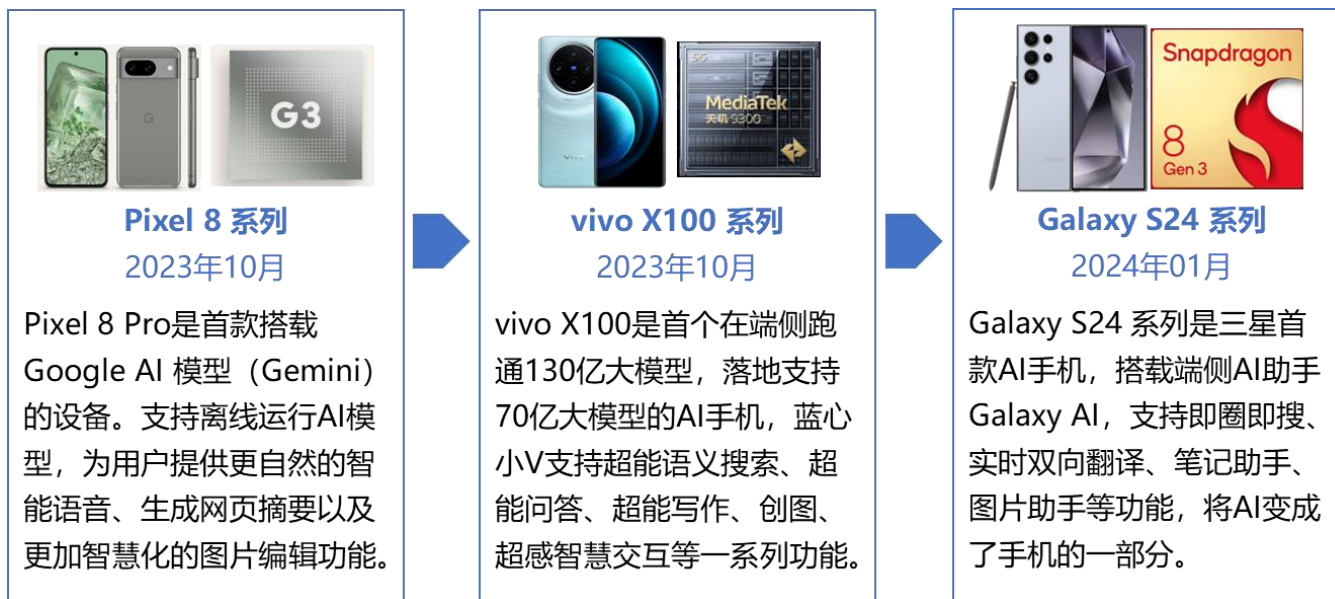 G3
Pixel 8 系列
2023年10月
Pixel 8 Pro是首款搭载
Google AI 模型（Gemini）
的设备。支持离线运行AI模
型，为用户提供更自然的智
能语音、生成网页摘要以及
更加智慧化的图片编辑功能。
5G
MediaTek
天玑 9300
vivo
vivo X100 系列
2023年10月
vivo X100是首个在端侧跑
通130亿大模型，落地支持
70亿大模型的AI手机，蓝心
小V支持超能语义搜索、超
能问答、超能写作、创图、
超感智慧交互等一系列功能。
Snapdragon
8
Gen 3
Galaxy S24 系列
2024年01月
Galaxy S24 系列是三星首
款AI手机，搭载端侧AI助手
Galaxy AI，支持即圈即搜、
实时双向翻译、笔记助手、
图片助手等功能，将AI变成
了手机的一部分。